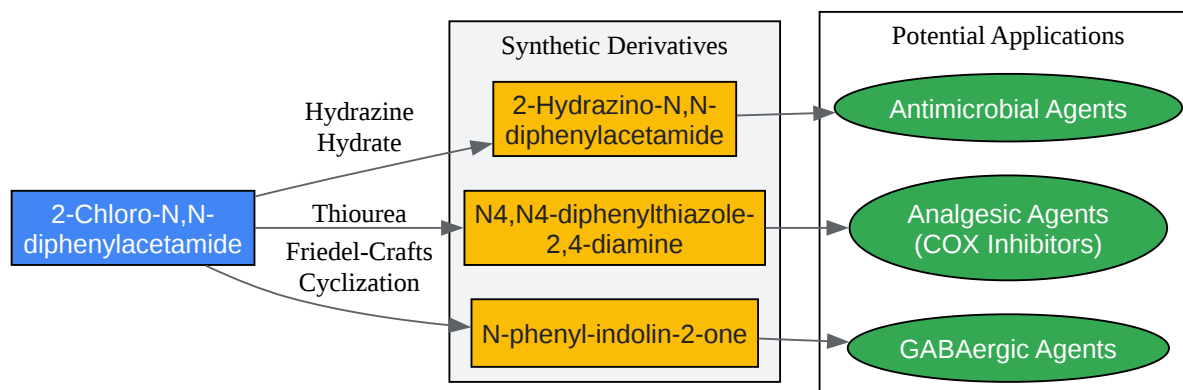 Synthetic Derivatives
Potential Applications
2-Chloro-N,N-
diphenylacetamide
Hydrazine
Hydrate
Thiourea
Friedel-Crafts
Cyclization
2-Hydrazino-N,N-
diphenylacetamide
N4,N4-diphenylthiazole-
2,4-diamine
N-phenyl-indolin-2-one
Antimicrobial Agents
Analgesic Agents
(COX Inhibitors)
GABAergic Agents